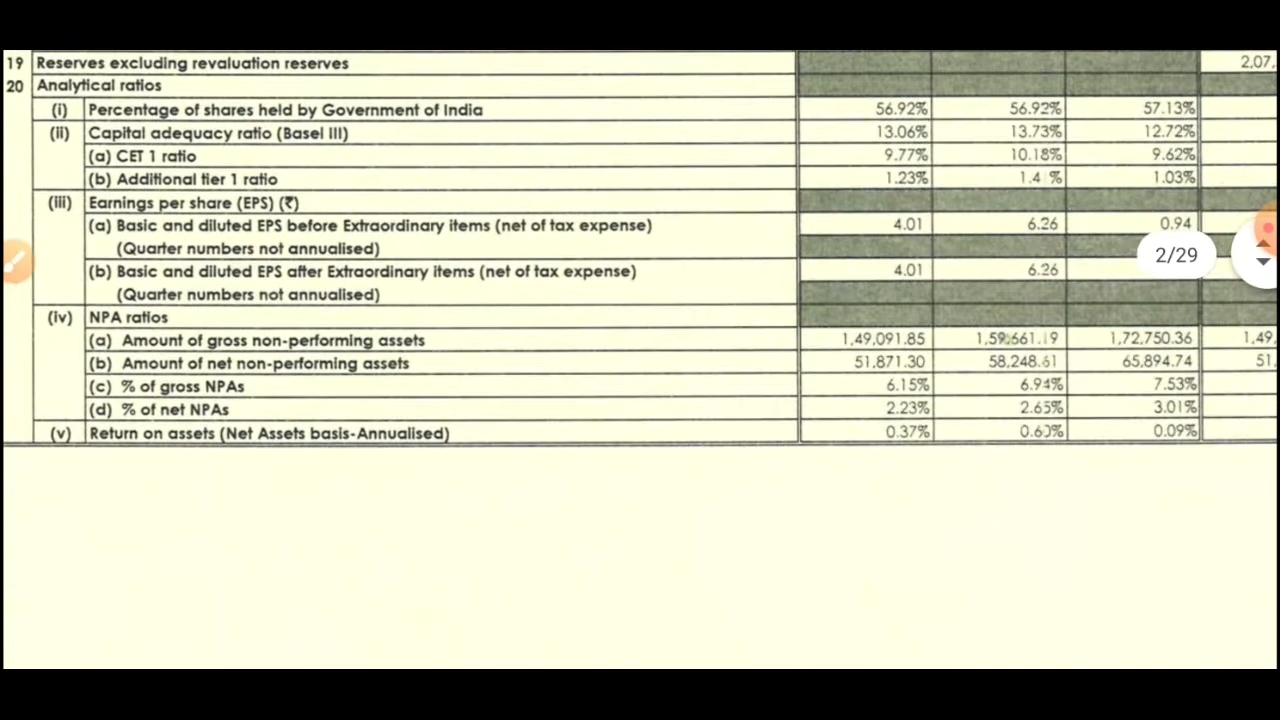 19 Reserves excluding revaluation reserves 2,07,
20 Analytical ratios
(i) Percentage of shares held by Government of India 56.92% 56.92% 57.13%
(ii) Capital adequacy ratio (Basel III) 13.06% 13.73% 12.72%
(a) CET 1 ratio 9.77% 10.18% 9.62%
(b) Additional tier 1 ratio 1.23% 1.03%
(iii) Earnings per share (EPS) (₹)
(a) Basic and diluted EPS before Extraordinary items (net of tax expense) 4.01 6.26 0.94
(Quarter numbers not annualised)
2/29
(b) Basic and diluted EPS after Extraordinary items (net of tax expense) 4.01 6.26
(Quarter numbers not annualised)
(iv) NPA ratios
(a) Amount of gross non-performing assets 1,49,091.85 1,59,661.19 1,72,750.36 1,49,
(b) Amount of net non-performing assets 51,871.30 58,248.61 65,894.74 51,
(c) % of gross NPAs 6.15% 6.94% 7.53%
(d) % of net NPAs 2.23% 2.65% 3.01%
(v) Return on assets (Net Assets basis-Annualised) 0.37% 0.60% 0.09%